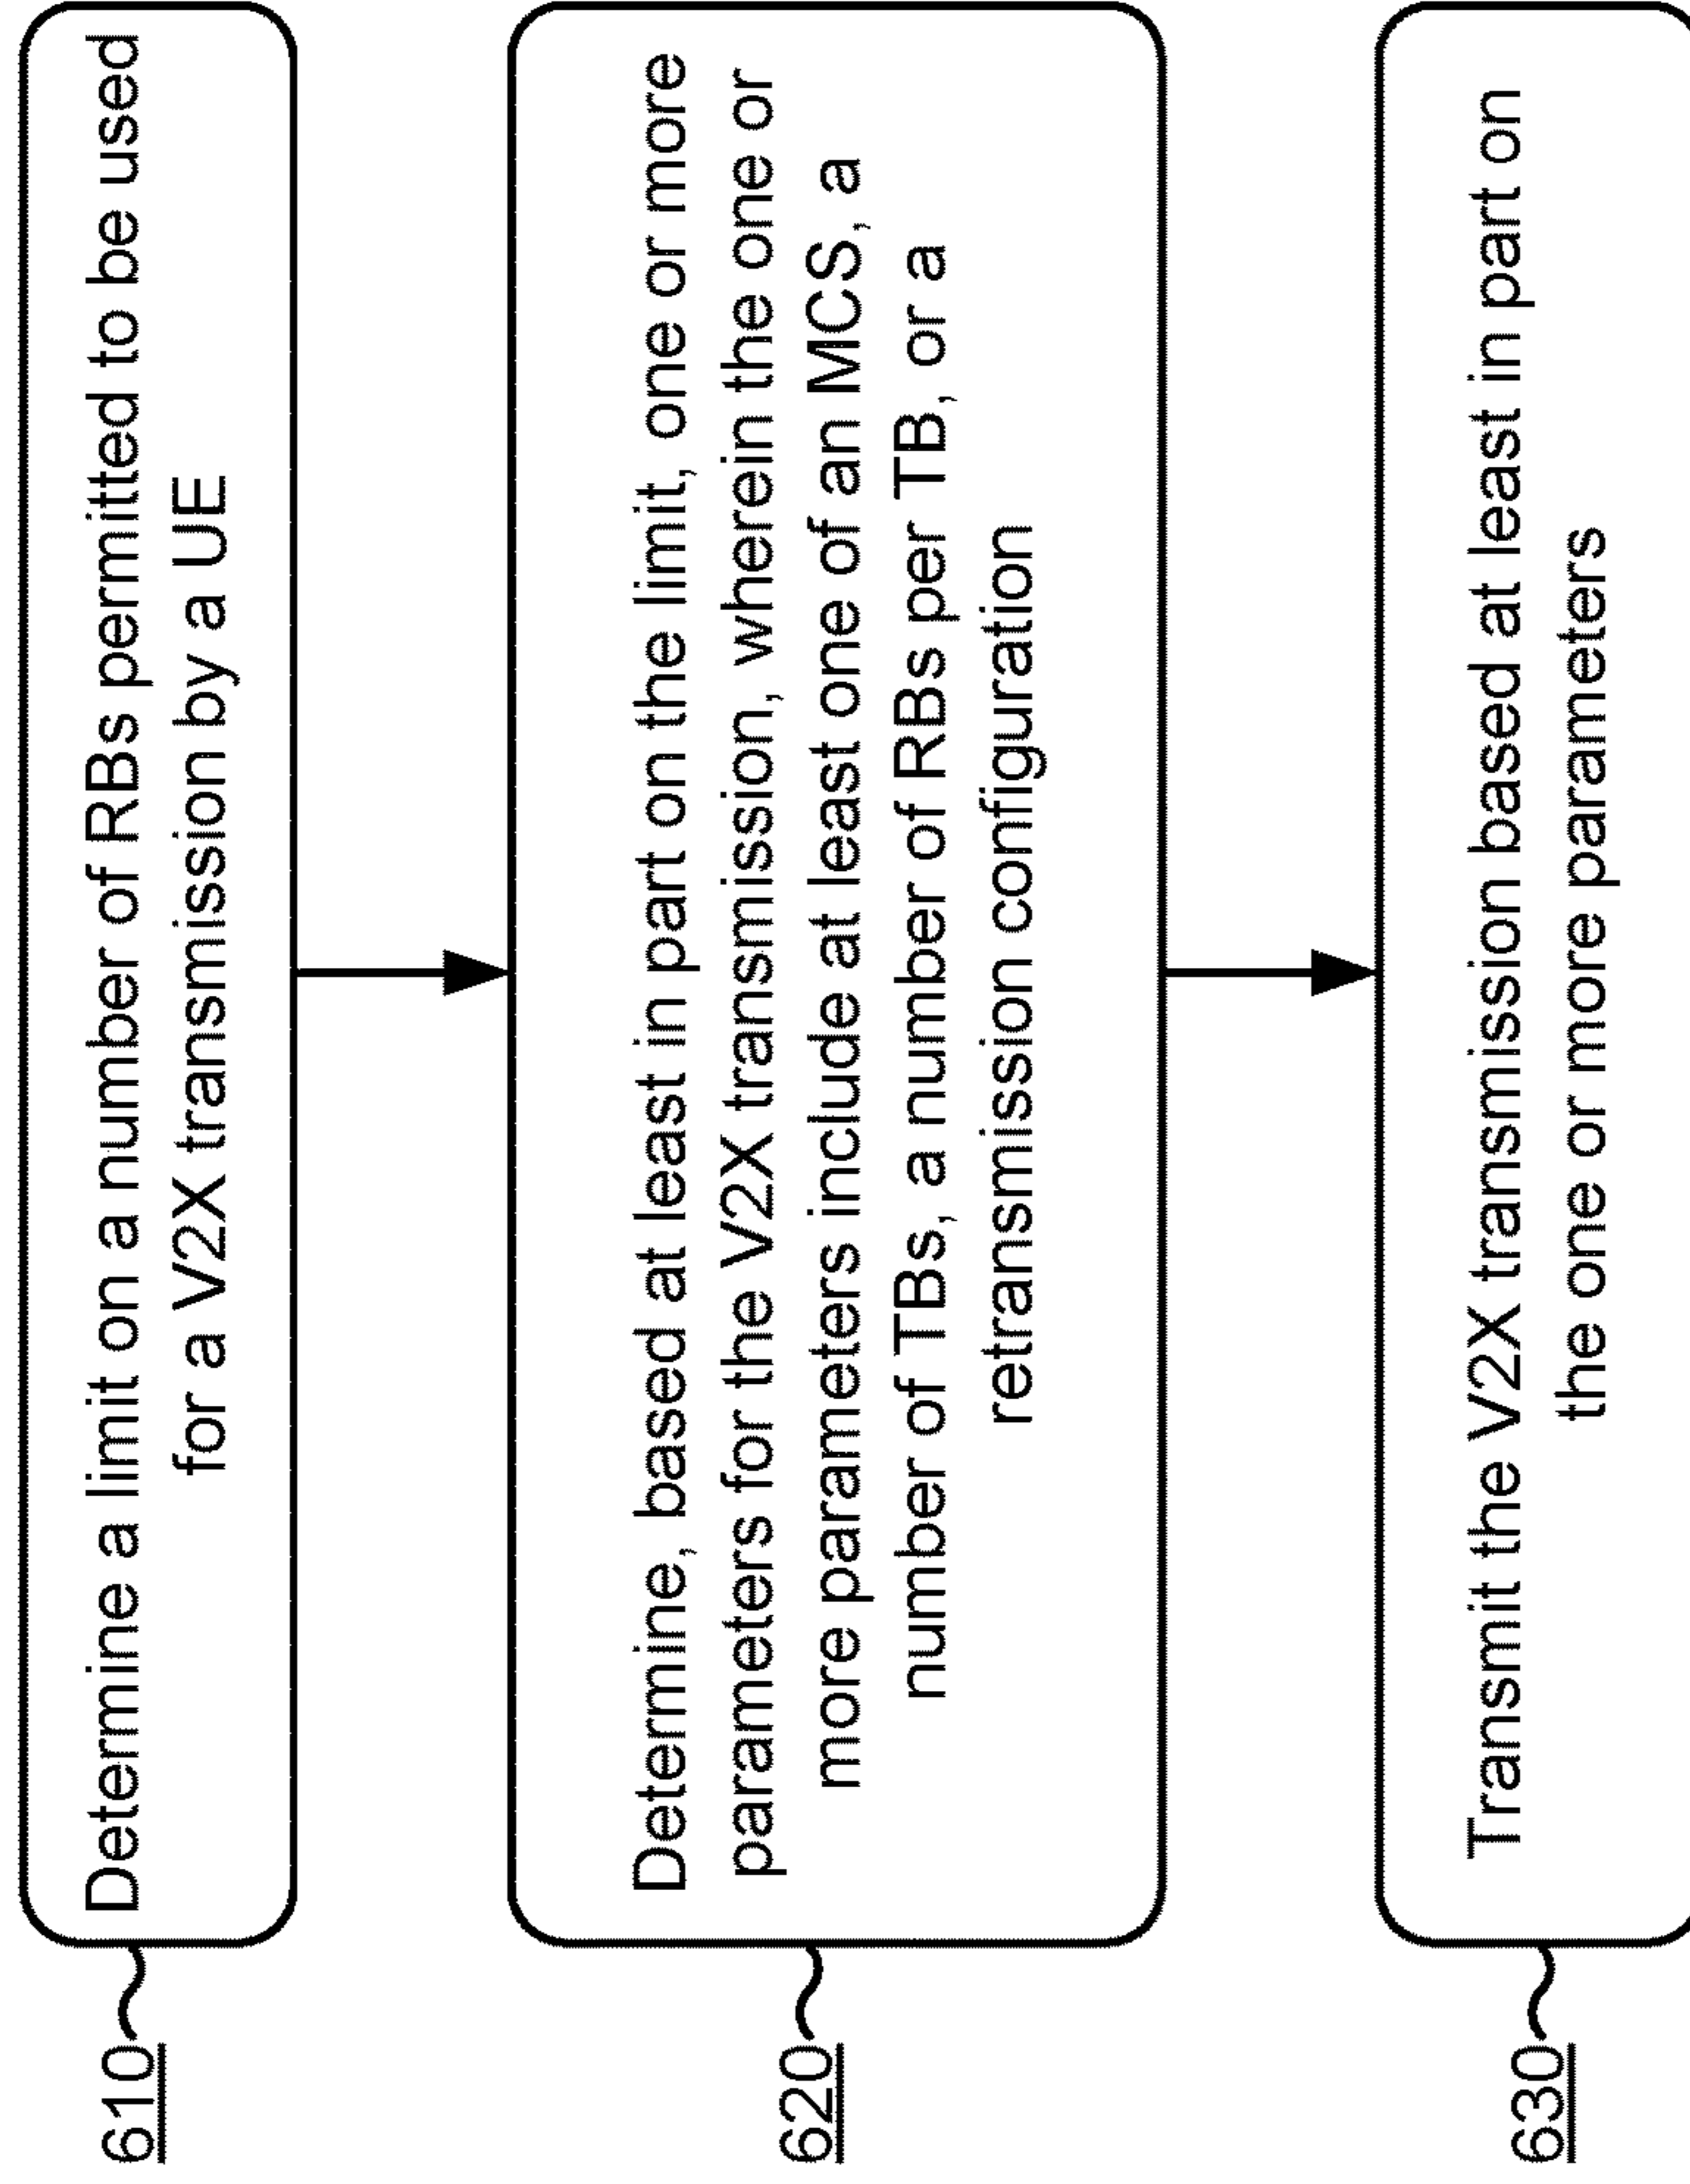 610
Determine a limit on a number of RBs permitted to be used
for a V2X transmission by a UE
620
Determine, based at least in part on the limit, one or more
parameters for the V2X transmission, wherein the one or
more parameters include at least one of an MCS, a
number of TBs, a number of RBs per TB, or a
retransmission configuration
630
Transmit the V2X transmission based at least in part on
the one or more parameters